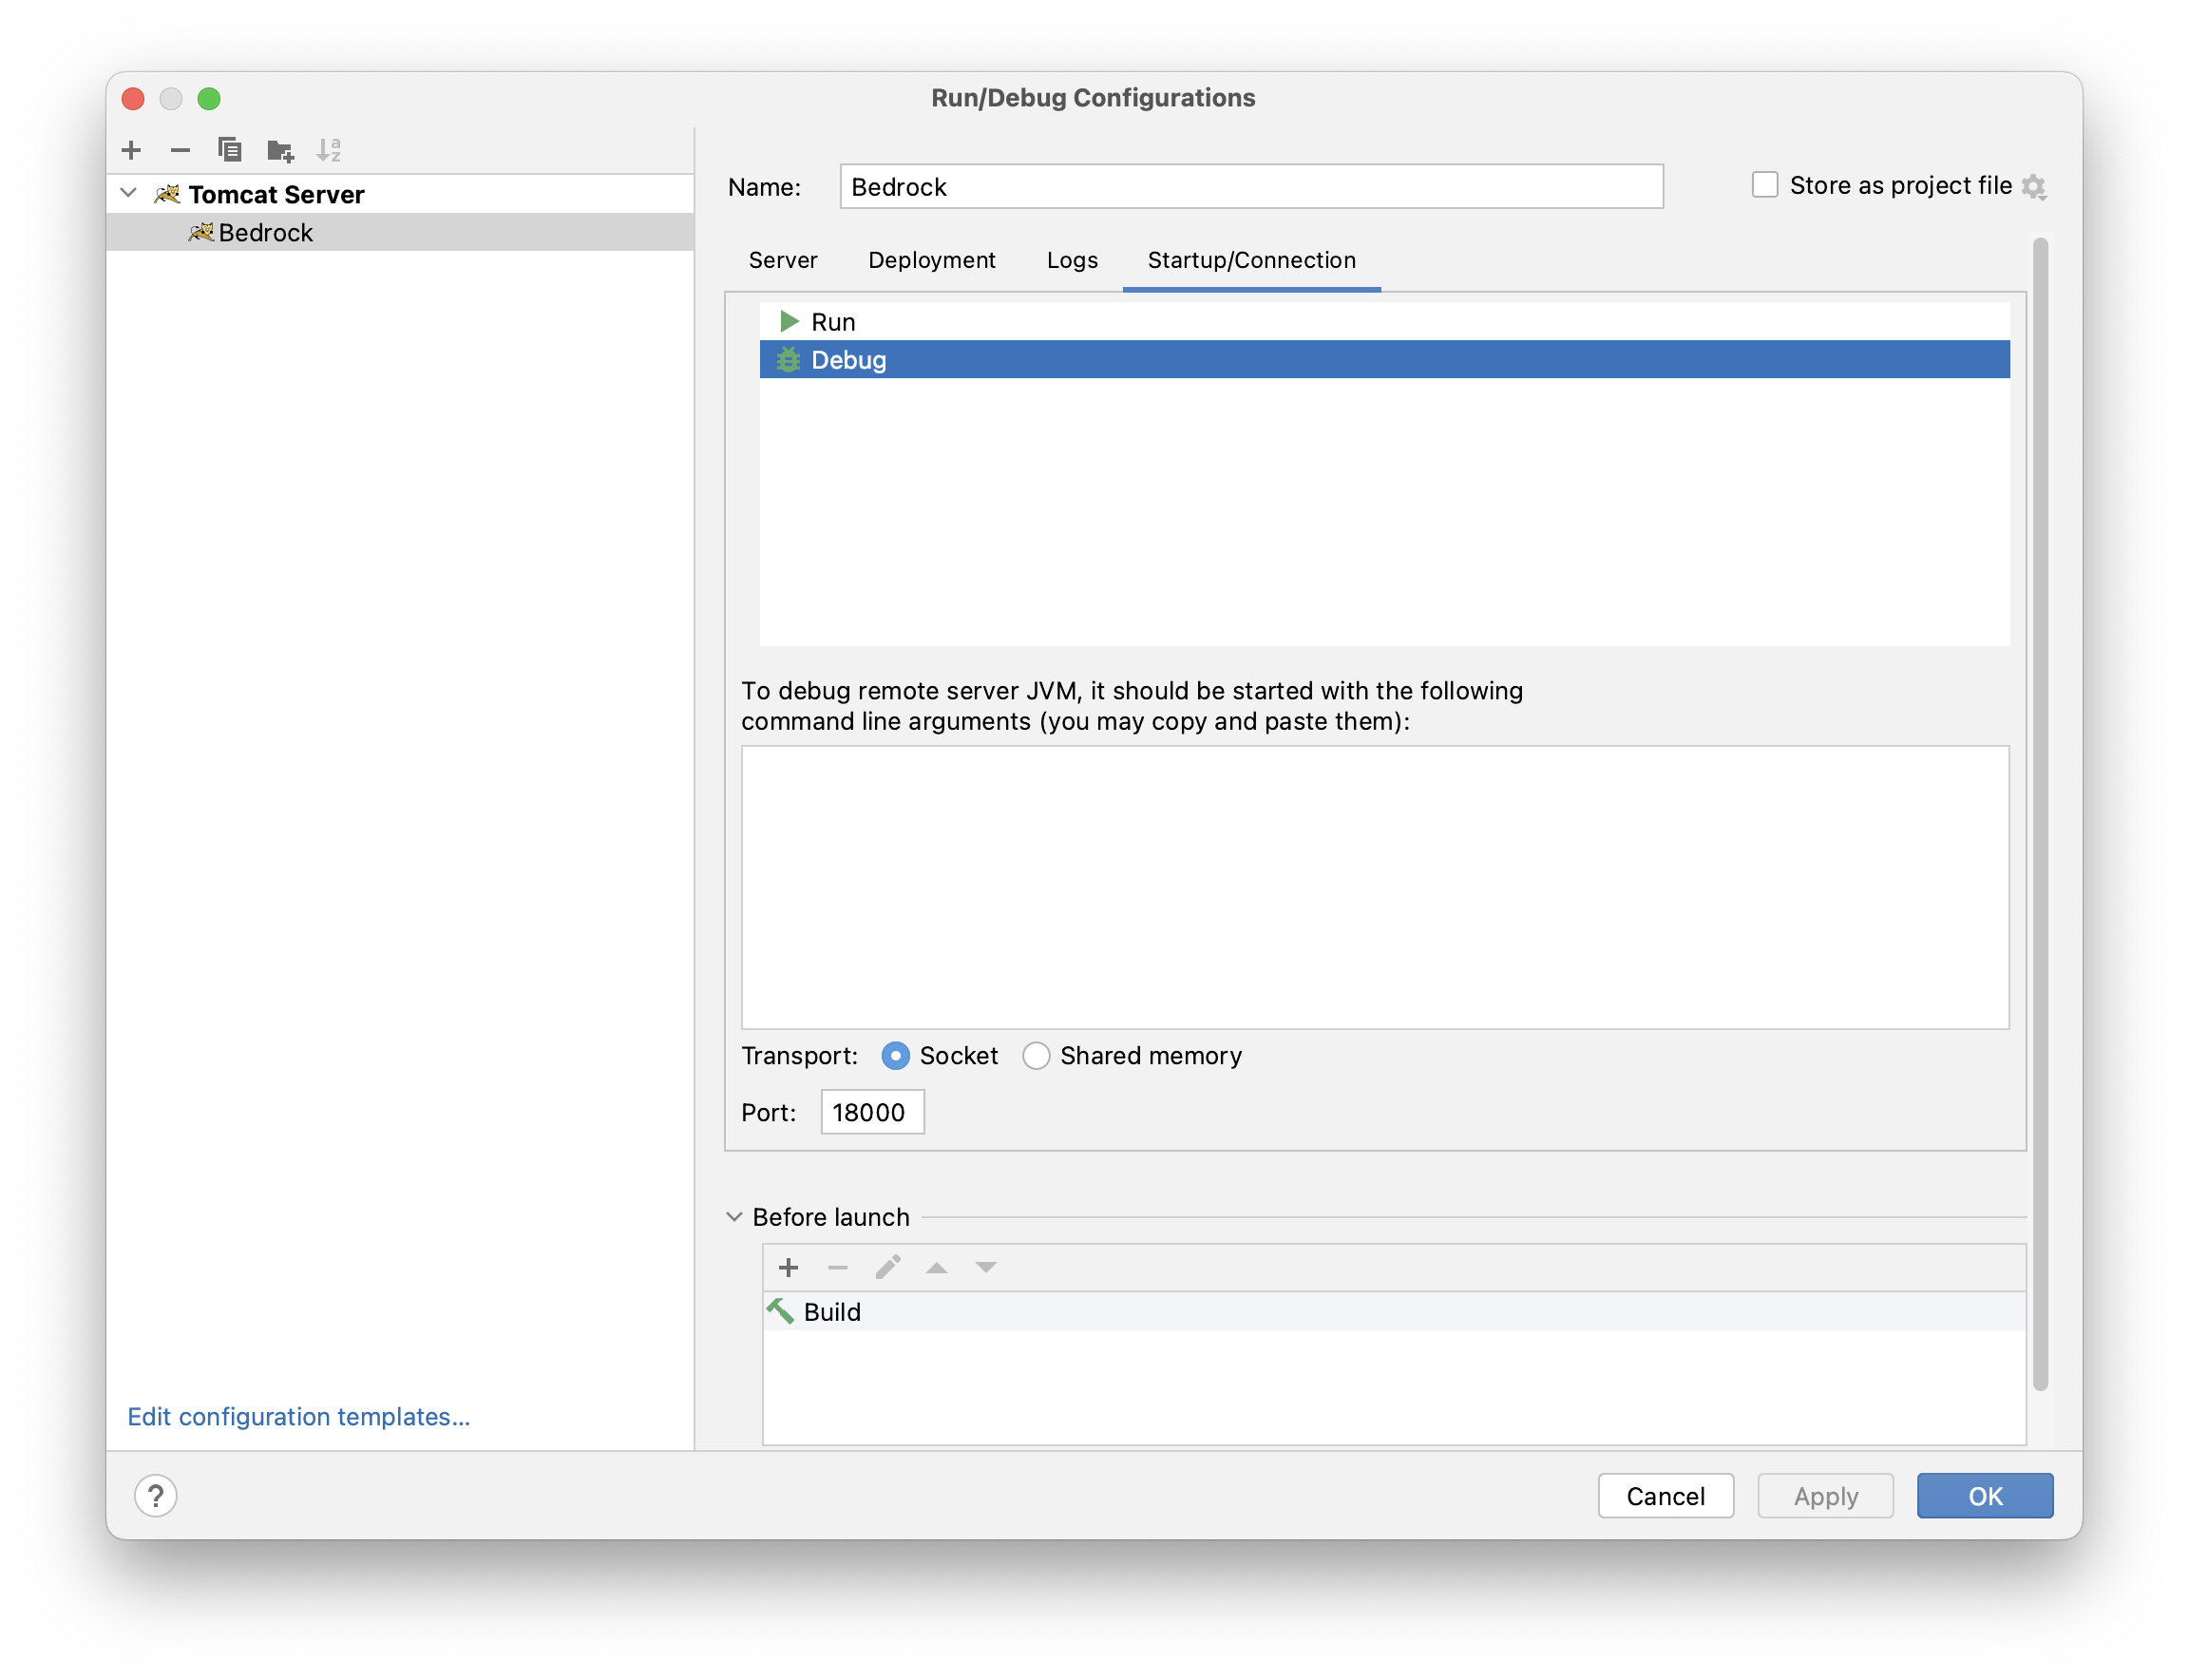 Run/Debug Configurations
Tomcat Server
Bedrock
Edit configuration templates...
Name: Bedrock
Store as project file
Server Deployment Logs Startup/Connection
Run
Debug
To debug remote server JVM, it should be started with the following
command line arguments (you may copy and paste them):
Transport: Socket Shared memory
Port: 18000
Before launch
Build
? Cancel Apply OK